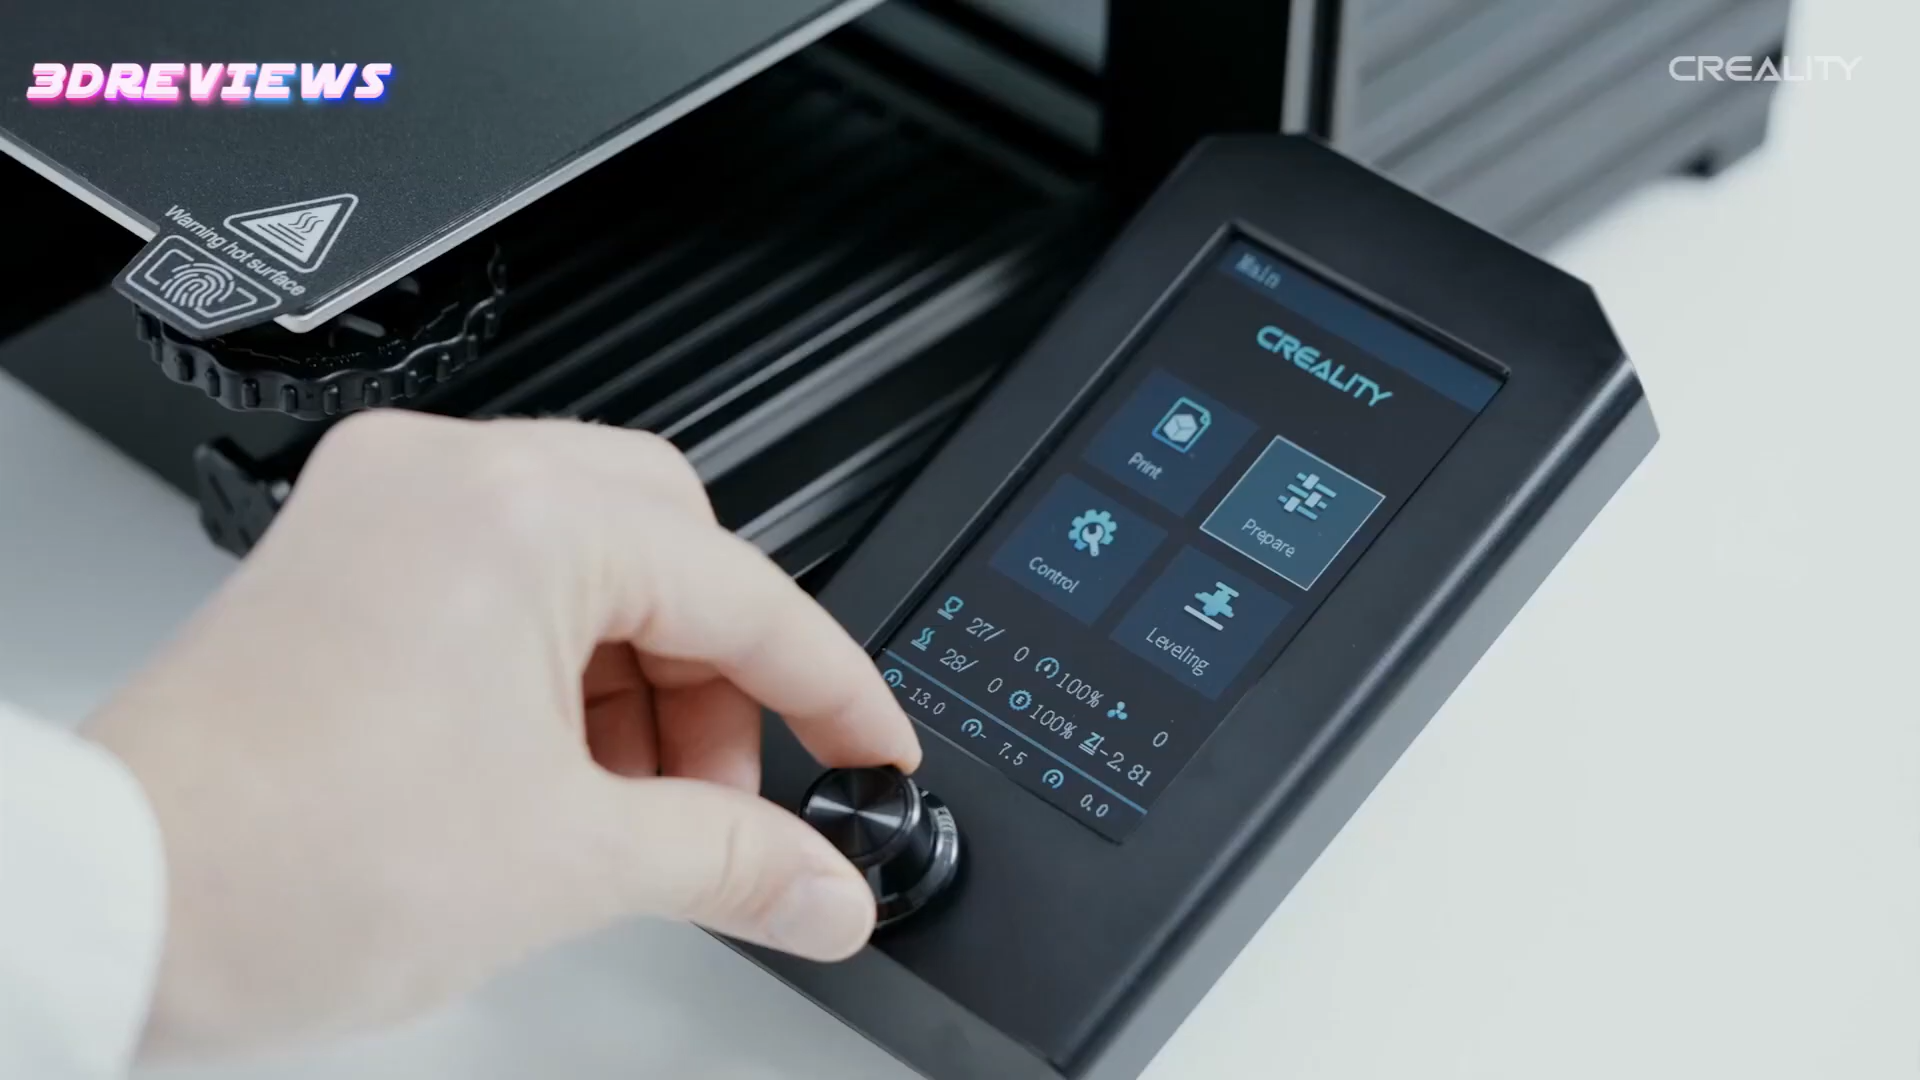 3DREVIEWS
CREALITY
Warning hot surface
Main
CREALITY
Print
Prepare
Control
Leveling
27/ 0 100% 0
28/ 0 E 100% Z -2.81
X - 13.0 Y - 7.5 Z 0.0